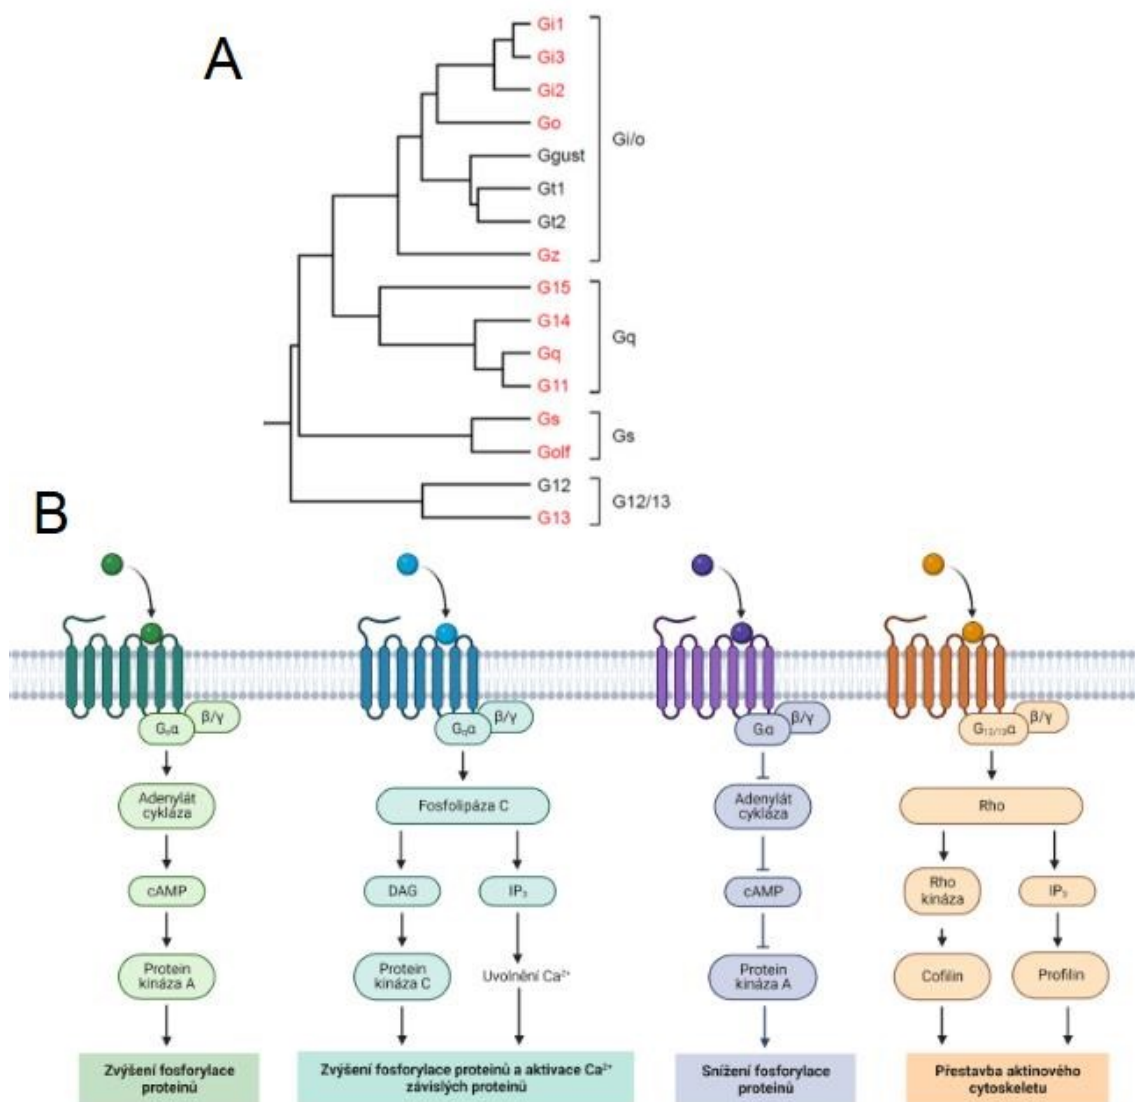 A
Gi1
Gi3
Gi2
Go
Ggust
Gt1
Gt2
Gz
Gi/o
G15
G14
Gq
G11
Gq
Gs
Golf
Gs
G12
G13
G12/13
B
Gₛα
β/γ
Adenylát
cykláza
cAMP
Protein
kináza A
Zvýšení fosforylace
proteinů
Gqα
β/γ
Fosfolipáza C
DAG
IP₃
Protein
kináza C
Uvolnění Ca²⁺
Zvýšení fosforylace proteinů a aktivace Ca²⁺
závislých proteinů
Gᵢα
β/γ
Adenylát
cykláza
cAMP
Protein
kináza A
Snížení fosforylace
proteinů
G₁₂/₁₃α
β/γ
Rho
Rho
kináza
IP₃
Cofilin
Profilin
Přestavba aktinového
cytoskeletu